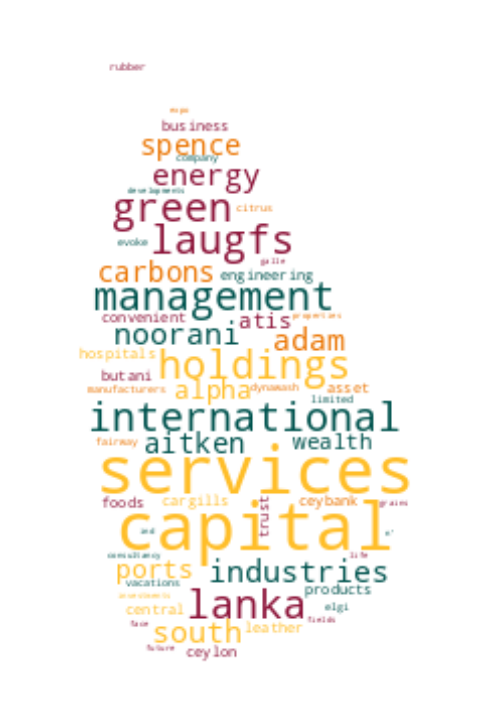 rubber
expo
business
spence
company
energy
developments
green
citrus
evoke
laugfs
galle
carbons
engineering
management
convenient
atis
properties
noorani
adam
hospitals
holdings
butani
manufacturers
alpha
dynawash
asset
limited
international
fairway
aitken
wealth
services
foods
cargills
trust
ceybank
grains
capital
ind
o'
consultancy
life
ports
industries
vacations
products
investments
central
lanka
elgi
face
south
leather
fields
future
ceylon